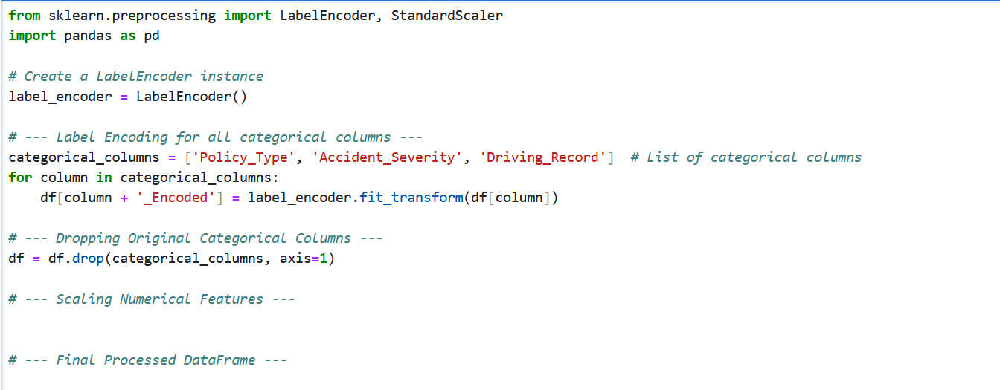 from sklearn.preprocessing import LabelEncoder, StandardScaler
import pandas as pd
# Create a LabelEncoder instance
label_encoder = LabelEncoder()
# --- Label Encoding for all categorical columns ---
categorical_columns = ['Policy_Type', 'Accident_Severity', 'Driving_Record']  # List of categorical columns
for column in categorical_columns:
    df[column + '_Encoded'] = label_encoder.fit_transform(df[column])
# --- Dropping Original Categorical Columns ---
df = df.drop(categorical_columns, axis=1)
# --- Scaling Numerical Features ---
# --- Final Processed DataFrame ---